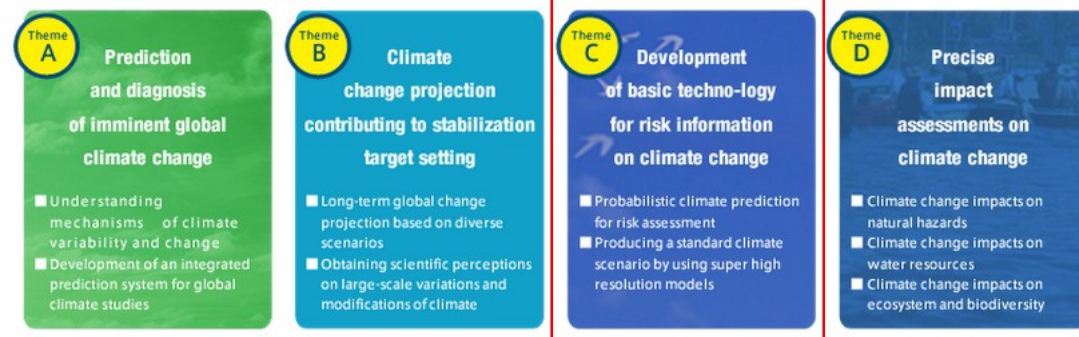 Theme
A
Prediction
and diagnosis
of imminent global
climate change
■Understanding
mechanisms of climate
variability and change
■Development of an integrated
prediction system for global
climate studies
Theme
B
Climate
change projection
contributing to stabilization
target setting
■Long-term global change
projection based on diverse
scenarios
■Obtaining scientific perceptions
on large-scale variations and
modifications of climate
Theme
C
Development
of basic techno-logy
for risk information
on climate change
■Probabilistic climate prediction
for risk assessment
■Producing a standard climate
scenario by using super high
resolution models
Theme
D
Precise
impact
assessments on
climate change
■Climate change impacts on
natural hazards
■Climate change impacts on
water resources
■Climate change impacts on
ecosystem and biodiversity